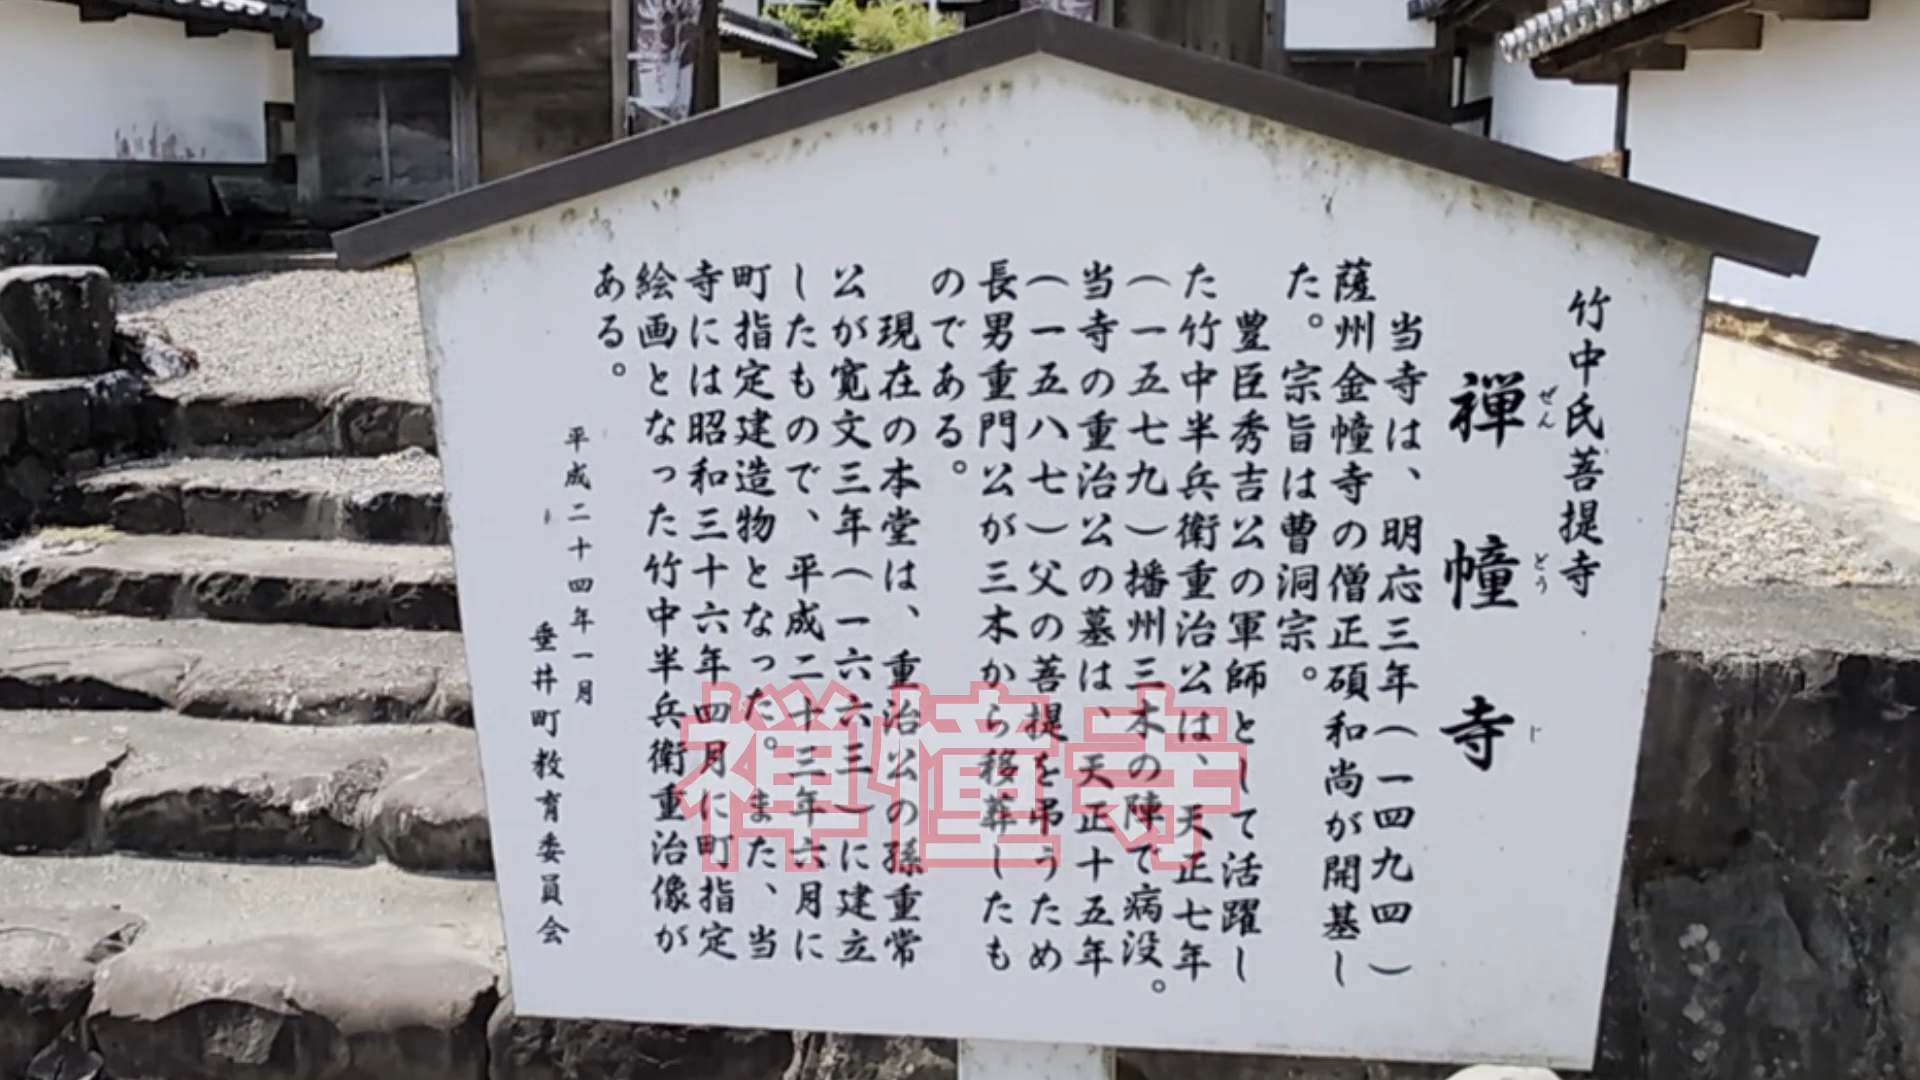 竹中氏菩提寺
禅幢寺
ぜんどうじ
当寺は、明応三年（一四九四）
薩州金幢寺の僧正碩和尚が開基し
た。宗旨は曹洞宗。
豊臣秀吉公の軍師として活躍し
た竹中半兵衛重治公は、天正七年
（一五七九）播州三木の陣で病没。
当寺の重治公の墓は、天正十五年
（一五八七）父の菩提を弔うため
長男重門公が三木から移葬したも
のである。
現在の本堂は、重治公の孫重常
公が寛文三年（一六六三）に建立
したもので、平成二十三年六月に
町指定建造物となった。また、当
寺には昭和三十六年四月に町指定
絵画となった竹中半兵衛重治像が
ある。
平成二十四年一月
垂井町教育委員会
禅憧寺